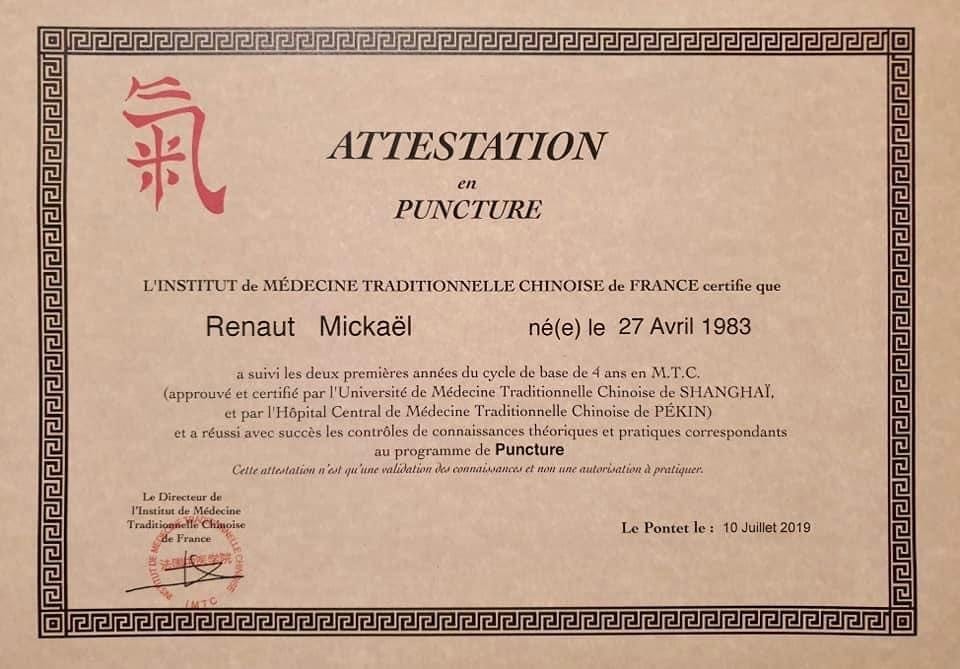 氣
ATTESTATION
en
PUNCTURE
L'INSTITUT de MÉDECINE TRADITIONNELLE CHINOISE de FRANCE certifie que
Renaut Mickaël né(e) le 27 Avril 1983
a suivi les deux premières années du cycle de base de 4 ans en M.T.C.
(approuvé et certifié par l'Université de Médecine Traditionnelle Chinoise de SHANGHAÏ,
et par l'Hôpital Central de Médecine Traditionnelle Chinoise de PÉKIN)
et a réussi avec succès les contrôles de connaissances théoriques et pratiques correspondants
au programme de Puncture
Cette attestation n'est qu'une validation des connaissances et non une autorisation à pratiquer.
Le Directeur de
l'Institut de Médecine
Traditionnelle Chinoise
de France
INSTITUT DE MEDECINE TRADITIONNELLE CHINOISE
IMTC
Le Pontet le : 10 Juillet 2019